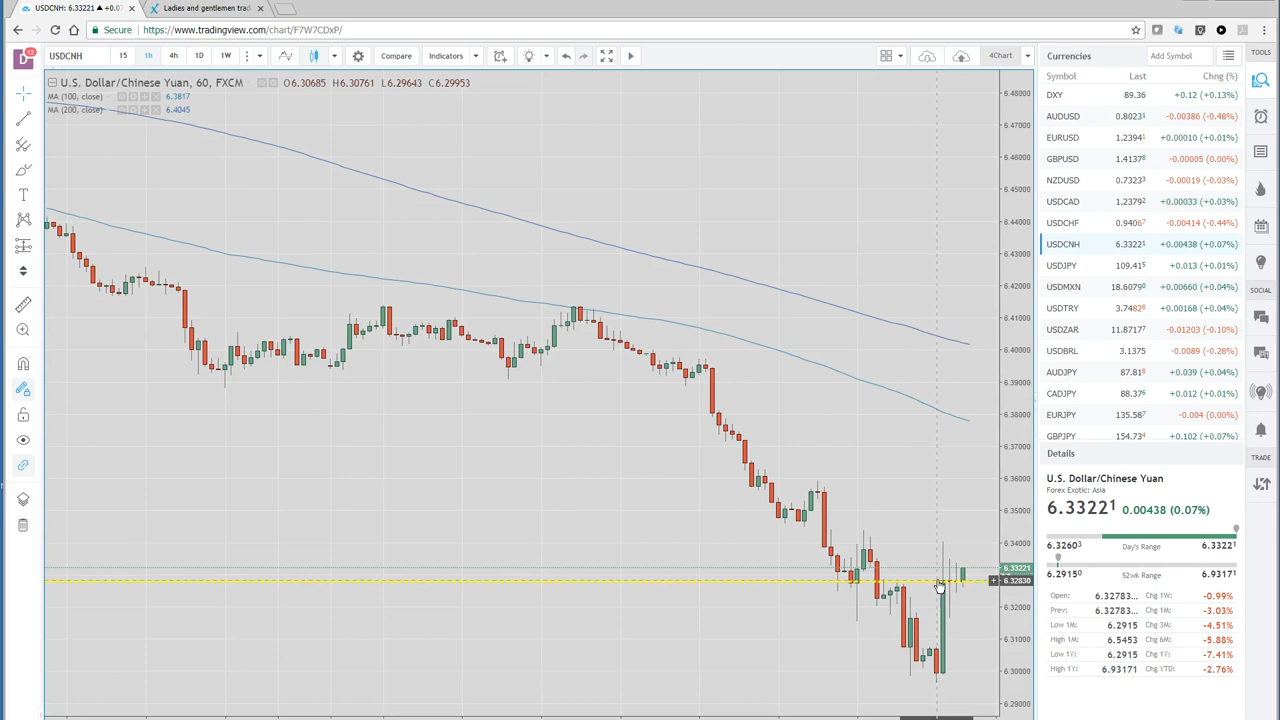 USDCNH: 6.33221 ▲ +0.0
Ladies and gentlemen trad
Secure
https://www.tradingview.com/chart/F7W7CDxP/
12
USDCNH 15 1h 4h 1D 1W Compare Indicators 4Chart
Currencies Add Symbol TOOLS
Symbol Last Chng (%)
DXY 89.36 +0.12 (+0.13%)
AUDUSD 0.80231 -0.00386 (-0.48%)
EURUSD 1.23941 +0.00010 (+0.01%)
GBPUSD 1.41378 -0.00005 (0.00%)
NZDUSD 0.73233 -0.00019 (-0.03%)
USDCAD 1.23792 +0.00033 (+0.03%)
USDCHF 0.94067 -0.00414 (-0.44%)
USDCNH 6.33221 +0.00438 (+0.07%)
USDJPY 109.415 +0.013 (+0.01%)
USDMXN 18.60790 +0.00660 (+0.04%)
USDTRY 3.74828 +0.00168 (+0.04%)
USDZAR 11.87177 -0.01203 (-0.10%)
USDBRL 3.1375 -0.0089 (-0.28%)
AUDJPY 87.818 +0.039 (+0.04%)
CADJPY 88.376 +0.012 (+0.01%)
EURJPY 135.587 -0.004 (0.00%)
GBPJPY 154.734 +0.102 (+0.07%)
SOCIAL
TRADE
Details
U.S. Dollar/Chinese Yuan
Forex Exotic: Asia
6.33221 0.00438 (0.07%)
6.32603 Day's Range 6.33221
6.29150 52wk Range 6.93171
Open: 6.32783... Chg 1W: -0.99%
Prev: 6.32783... Chg 1M: -3.03%
Low 1M: 6.2915 Chg 3M: -4.51%
High 1M: 6.5453 Chg 6M: -5.88%
Low 1Y: 6.2915 Chg 1Y: -7.41%
High 1Y: 6.93171 Chg YTD: -2.76%
U.S. Dollar/Chinese Yuan, 60, FXCM O6.30685 H6.30761 L6.29643 C6.29953
MA (100, close) 6.3817
MA (200, close) 6.4045
6.48000
6.47000
6.46000
6.45000
6.44000
6.43000
6.42000
6.41000
6.40000
6.39000
6.38000
6.37000
6.36000
6.35000
6.34000
6.33221
6.32830
6.32000
6.31000
6.30000
6.29000